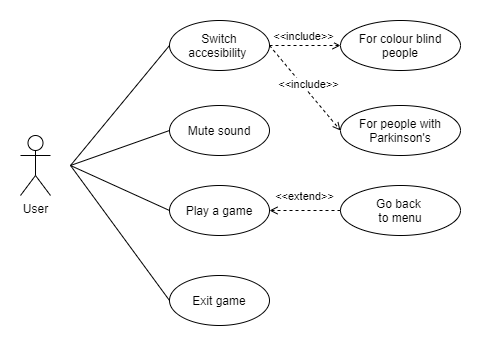 Switch
accesibility
<<include>>
For colour blind
people
<<include>>
For people with
Parkinson's
Mute sound
User
Play a game
<<extend>>
Go back
to menu
Exit game